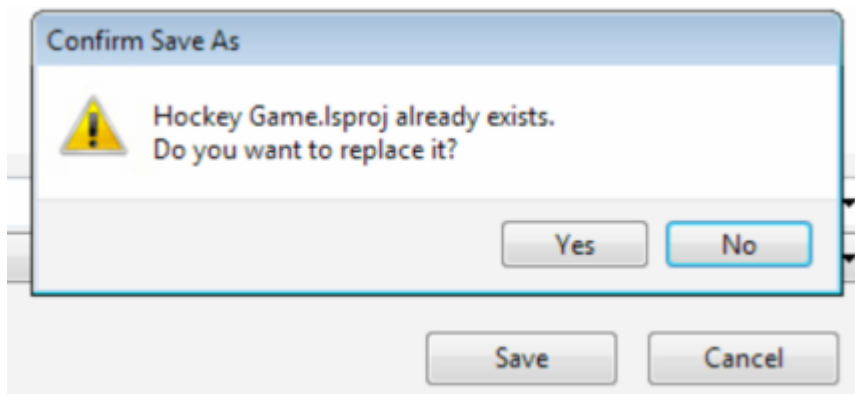 Confirm Save As
Hockey Game.lsproj already exists.
Do you want to replace it?
Yes No
Save Cancel